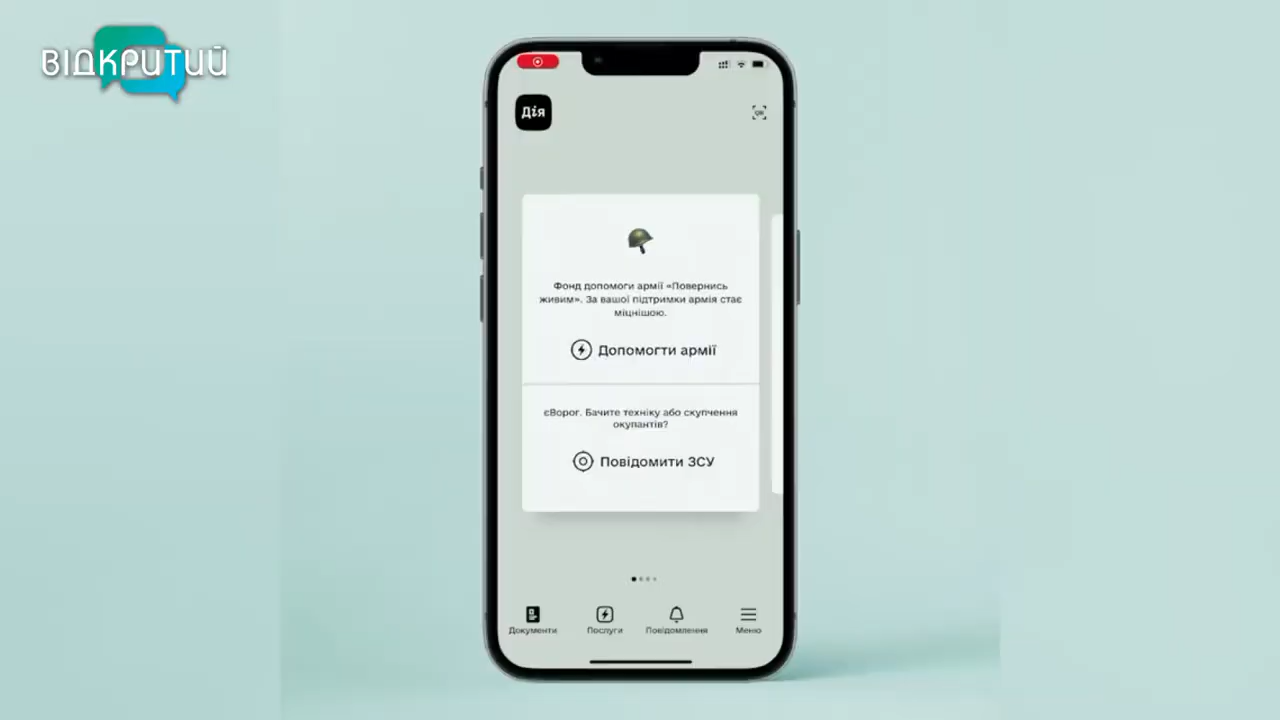 ВІДКРИТИЙ
Дія
Фонд допомоги армії «Повернись
живим». За вашої підтримки армія стає
міцнішою.
Допомогти армії
єВорог. Бачите техніку або скупчення
окупантів?
Повідомити ЗСУ
Документи
Послуги
Повідомлення
Меню